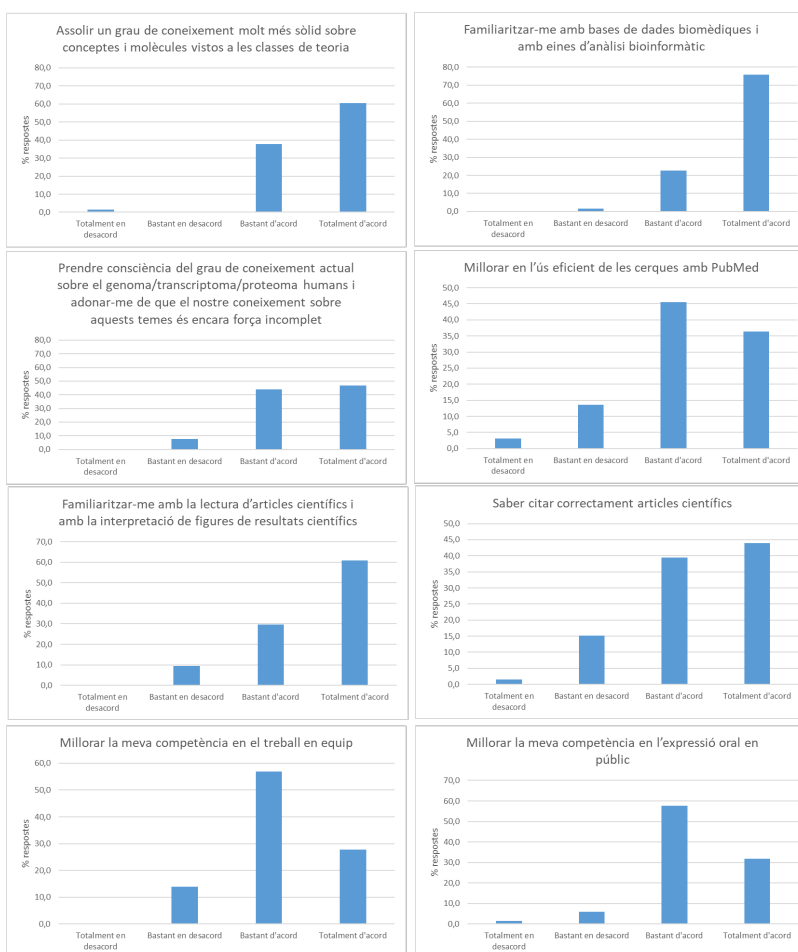 Assolir un grau de coneixement molt més sòlid sobre
conceptes i molècules vistos a les classes de teoria
80,0
70,0
60,0
50,0
40,0
30,0
20,0
10,0
0,0
% respostes
Totalment en
desacord
Bastant en desacord
Bastant d'acord
Totalment d'acord
Familiaritzar-me amb bases de dades biomèdiques i
amb eines d'anàlisi bioinformàtic
80,0
70,0
60,0
50,0
40,0
30,0
20,0
10,0
0,0
% respostes
Totalment en
desacord
Bastant en desacord
Bastant d'acord
Totalment d'acord
Prendre consciència del grau de coneixement actual
sobre el genoma/transcriptoma/proteoma humans i
adonar-me de que el nostre coneixement sobre
aquests temes és encara força incomplet
80,0
70,0
60,0
50,0
40,0
30,0
20,0
10,0
0,0
% respostes
Totalment en
desacord
Bastant en desacord
Bastant d'acord
Totalment d'acord
Millorar en l'ús eficient de les cerques amb PubMed
50,0
45,0
40,0
35,0
30,0
25,0
20,0
15,0
10,0
5,0
0,0
% respostes
Totalment en
desacord
Bastant en desacord
Bastant d'acord
Totalment d'acord
Familiaritzar-me amb la lectura d'articles científics i
amb la interpretació de figures de resultats científics
70,0
60,0
50,0
40,0
30,0
20,0
10,0
0,0
% respostes
Totalment en
desacord
Bastant en desacord
Bastant d'acord
Totalment d'acord
Saber citar correctament articles científics
50,0
45,0
40,0
35,0
30,0
25,0
20,0
15,0
10,0
5,0
0,0
% respostes
Totalment en
desacord
Bastant en desacord
Bastant d'acord
Totalment d'acord
Millorar la meva competència en el treball en equip
60,0
50,0
40,0
30,0
20,0
10,0
0,0
% respostes
Totalment en
desacord
Bastant en desacord
Bastant d'acord
Totalment d'acord
Millorar la meva competència en l'expressió oral en
públic
70,0
60,0
50,0
40,0
30,0
20,0
10,0
0,0
% respostes
Totalment en
desacord
Bastant en desacord
Bastant d'acord
Totalment d'acord